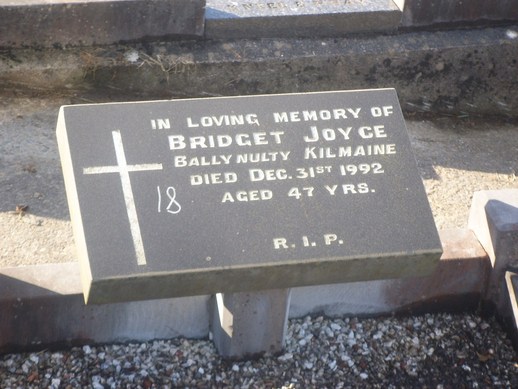 IN LOVING MEMORY OF
BRIDGET JOYCE
BALLYNULTY KILMAINE
DIED DEC. 31ST 1992
AGED 47 YRS.
18
R. I. P.